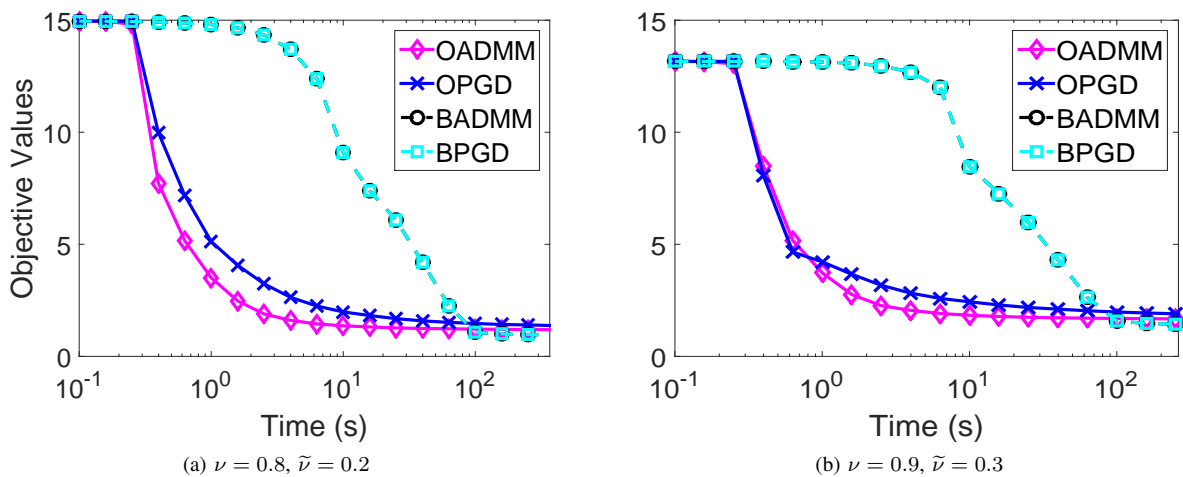 Objective Values
15
10
5
0
10^-1
10^0
10^1
10^2
Time (s)
OADMM
OPGD
BADMM
BPGD
(a) ν = 0.8, ν̃ = 0.2
15
10
5
0
10^-1
10^0
10^1
10^2
Time (s)
OADMM
OPGD
BADMM
BPGD
(b) ν = 0.9, ν̃ = 0.3